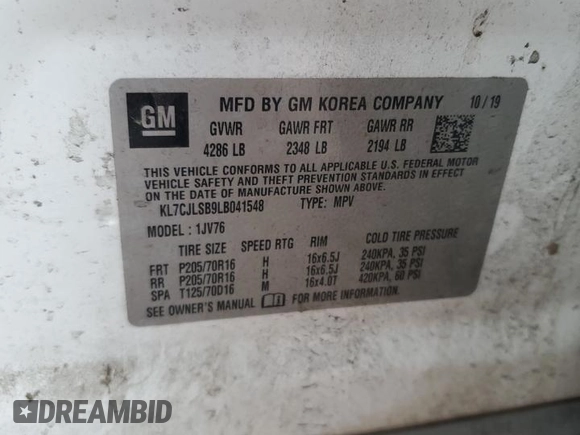 GM
MFD BY GM KOREA COMPANY 10 / 19
GVWR GAWR FRT GAWR RR
4286 LB 2348 LB 2194 LB
THIS VEHICLE CONFORMS TO ALL APPLICABLE U.S. FEDERAL MOTOR
VEHICLE SAFETY AND THEFT PREVENTION STANDARDS IN EFFECT
ON THE DATE OF MANUFACTURE SHOWN ABOVE.
KL7CJLSB9LB041548 TYPE: MPV
MODEL : 1JV76
TIRE SIZE SPEED RTG RIM COLD TIRE PRESSURE
FRT P205/70R16 H 16x6.5J 240KPA, 35 PSI
RR P205/70R16 H 16x6.5J 240KPA, 35 PSI
SPA T125/70D16 M 16x4.0T 420KPA, 60 PSI
SEE OWNER'S MANUAL FOR MORE INFORMATION.
DREAMBID